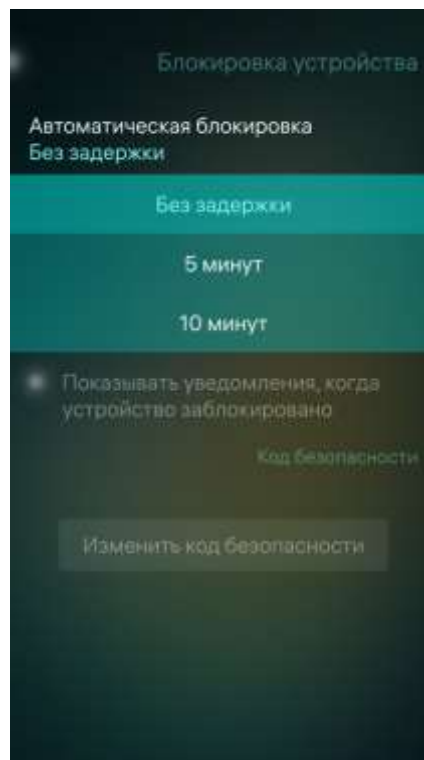 Блокировка устройства
Автоматическая блокировка
Без задержки
Без задержки
5 минут
10 минут
Показывать уведомления, когда
устройство заблокировано
Код безопасности
Изменить код безопасности